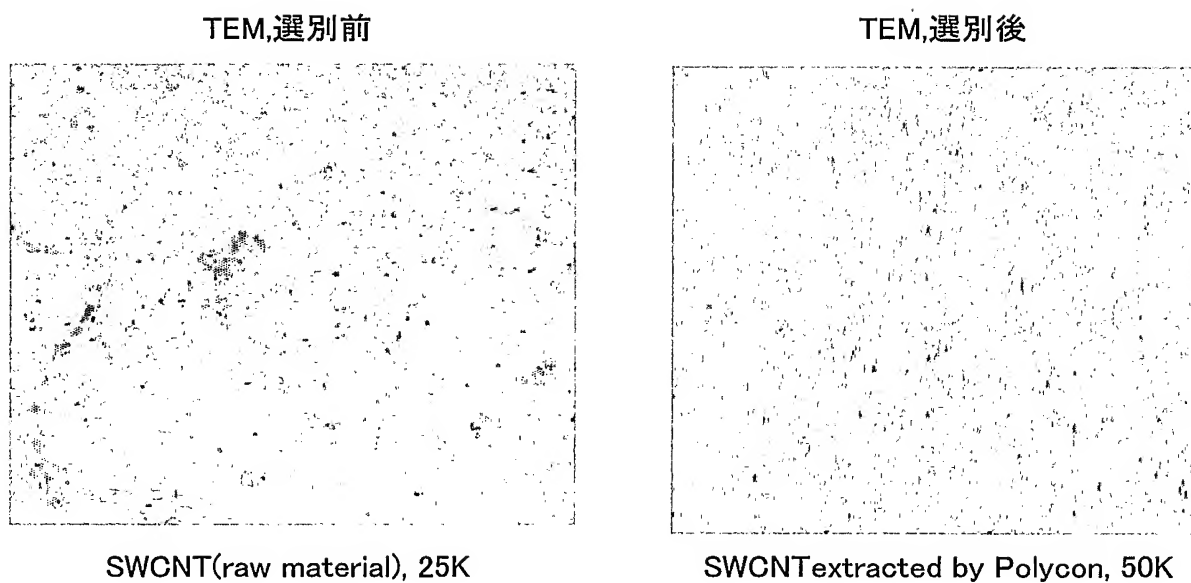 TEM,選別前
TEM,選別後
SWCNT(raw material), 25K
SWCNTextracted by Polycon, 50K